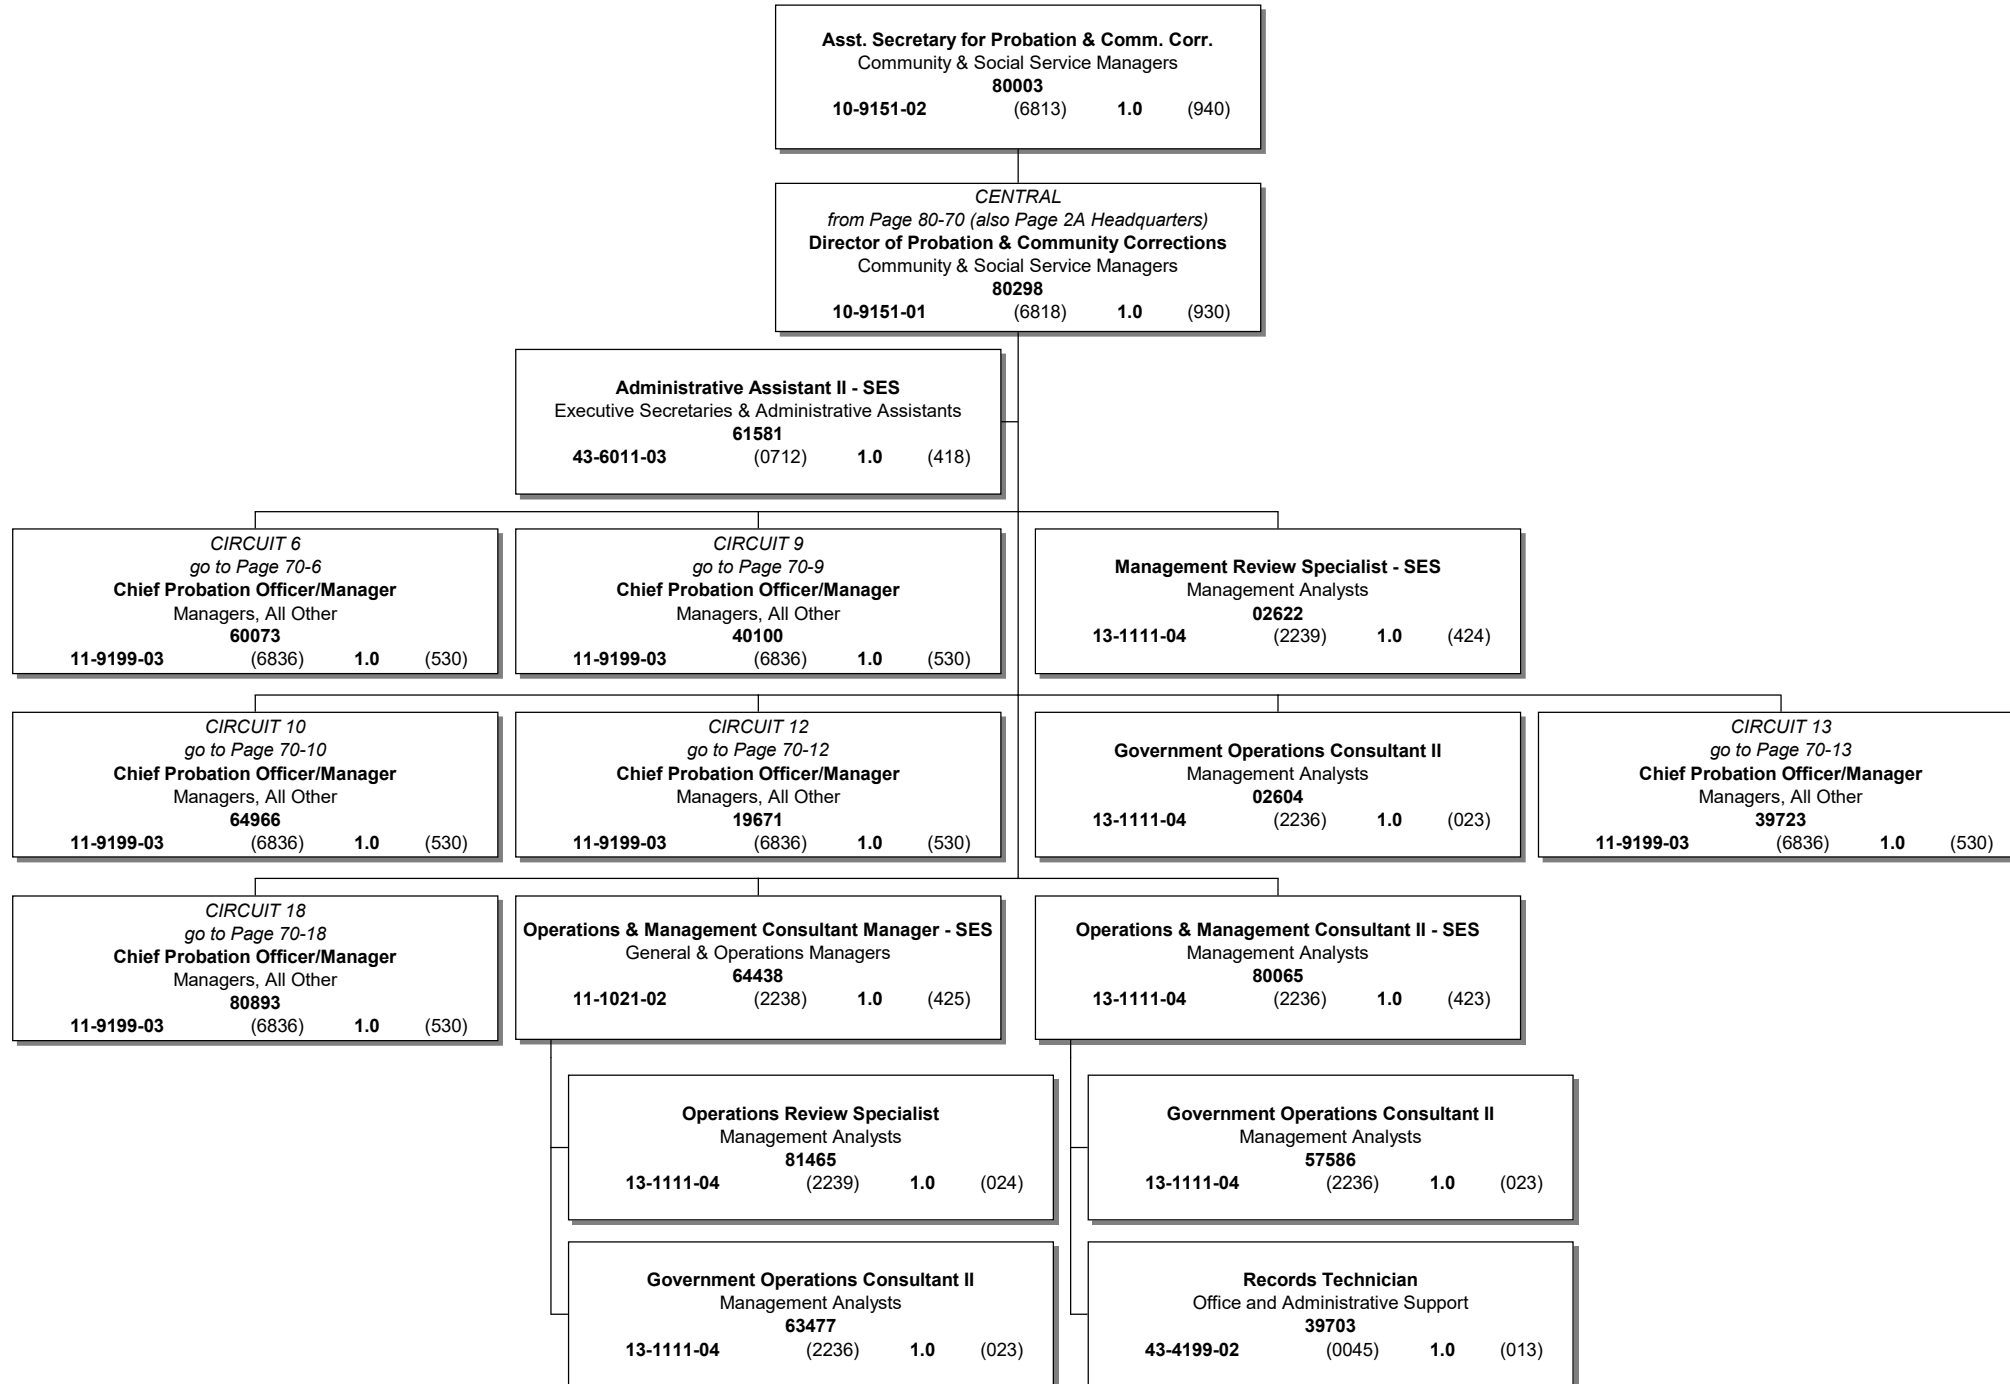 Asst. Secretary for Probation & Comm. Corr.
Community & Social Service Managers
80003
10-9151-02 (6813) 1.0 (940)
CENTRAL
from Page 80-70 (also Page 2A Headquarters)
Director of Probation & Community Corrections
Community & Social Service Managers
80298
10-9151-01 (6818) 1.0 (930)
Administrative Assistant II - SES
Executive Secretaries & Administrative Assistants
61581
43-6011-03 (0712) 1.0 (418)
CIRCUIT 6
go to Page 70-6
Chief Probation Officer/Manager
Managers, All Other
60073
11-9199-03 (6836) 1.0 (530)
CIRCUIT 9
go to Page 70-9
Chief Probation Officer/Manager
Managers, All Other
40100
11-9199-03 (6836) 1.0 (530)
Management Review Specialist - SES
Management Analysts
02622
13-1111-04 (2239) 1.0 (424)
CIRCUIT 10
go to Page 70-10
Chief Probation Officer/Manager
Managers, All Other
64966
11-9199-03 (6836) 1.0 (530)
CIRCUIT 12
go to Page 70-12
Chief Probation Officer/Manager
Managers, All Other
19671
11-9199-03 (6836) 1.0 (530)
Government Operations Consultant II
Management Analysts
02604
13-1111-04 (2236) 1.0 (023)
CIRCUIT 13
go to Page 70-13
Chief Probation Officer/Manager
Managers, All Other
39723
11-9199-03 (6836) 1.0 (530)
CIRCUIT 18
go to Page 70-18
Chief Probation Officer/Manager
Managers, All Other
80893
11-9199-03 (6836) 1.0 (530)
Operations & Management Consultant Manager - SES
General & Operations Managers
64438
11-1021-02 (2238) 1.0 (425)
Operations & Management Consultant II - SES
Management Analysts
80065
13-1111-04 (2236) 1.0 (423)
Operations Review Specialist
Management Analysts
81465
13-1111-04 (2239) 1.0 (024)
Government Operations Consultant II
Management Analysts
57586
13-1111-04 (2236) 1.0 (023)
Government Operations Consultant II
Management Analysts
63477
13-1111-04 (2236) 1.0 (023)
Records Technician
Office and Administrative Support
39703
43-4199-02 (0045) 1.0 (013)